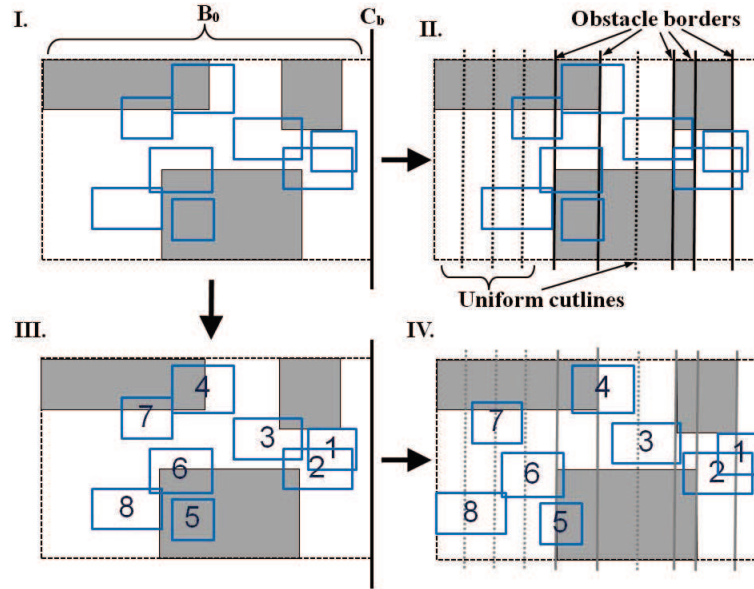 I.
B₀
C_b
II.
Obstacle borders
Uniform cutlines
III.
4
7
3
1
6
2
8
5
IV.
4
7
3
1
6
2
8
5